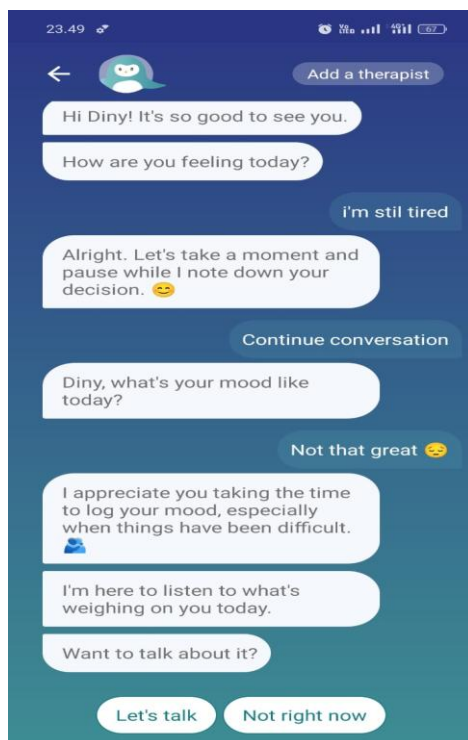 23.49
67
Add a therapist
Hi Diny! It's so good to see you.
How are you feeling today?
i'm stil tired
Alright. Let's take a moment and
pause while I note down your
decision. 😊
Continue conversation
Diny, what's your mood like
today?
Not that great 😔
I appreciate you taking the time
to log your mood, especially
when things have been difficult.
🫂
I'm here to listen to what's
weighing on you today.
Want to talk about it?
Let's talk
Not right now